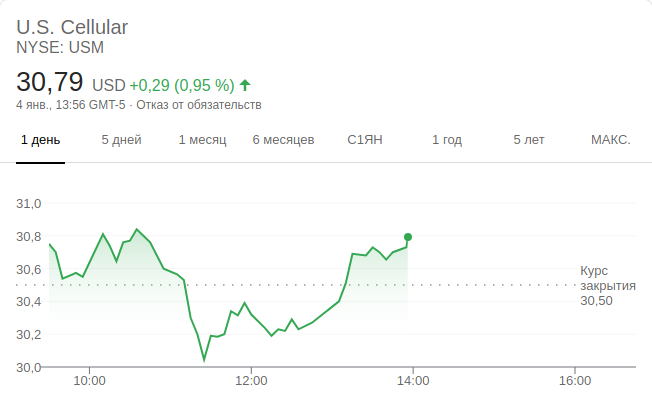 U.S. Cellular
NYSE: USM
30,79 USD +0,29 (0,95 %)
4 янв., 13:56 GMT-5 · Отказ от обязательств
1 день 5 дней 1 месяц 6 месяцев С1ЯН 1 год 5 лет МАКС.
31,0
30,8
30,6
30,4
30,2
30,0
Курс
закрытия
30,50
10:00 12:00 14:00 16:00